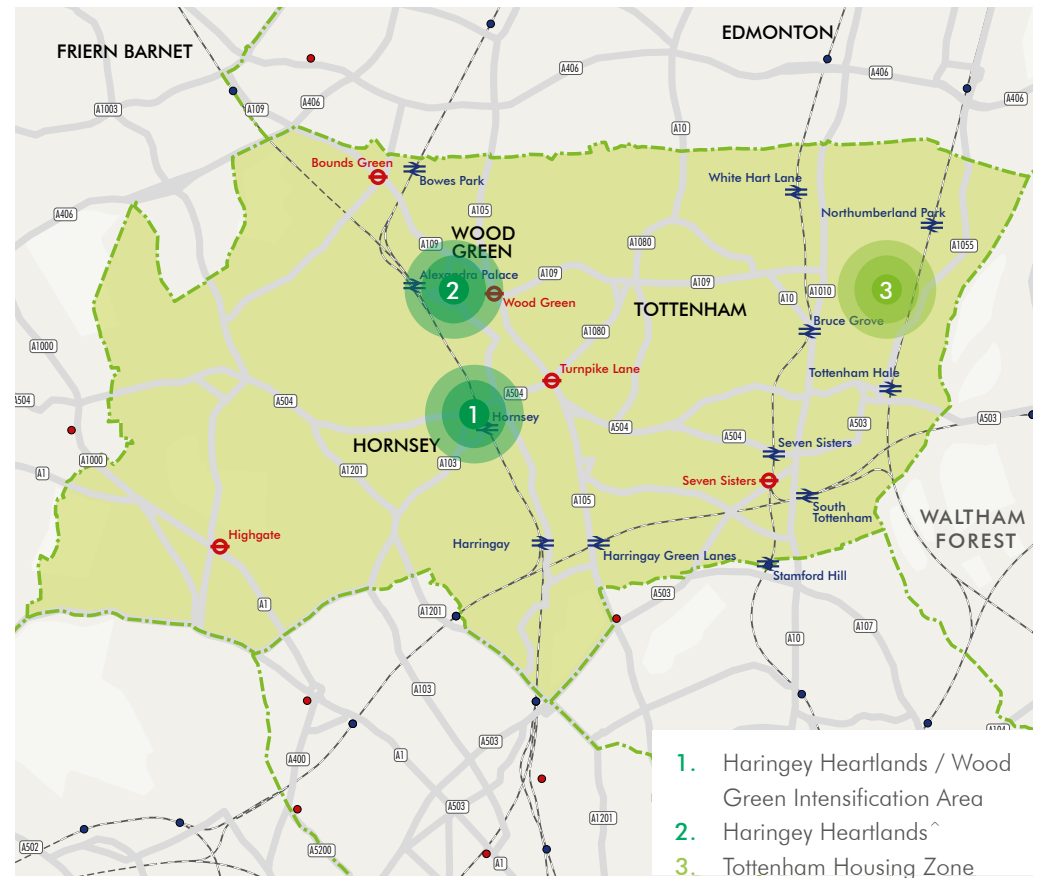 FRIERN BARNET
EDMONTON
A406
A406
A1003
A109
A406
A406
A10
Bounds Green
Bowes Park
White Hart Lane
A406
A105
Northumberland Park
A109
WOOD
GREEN
A1080
A1055
Alexandra Palace
A109
A109
2
Wood Green
A10
A1010
3
TOTTENHAM
Bruce Grove
A1080
A1000
Turnpike Lane
Tottenham Hale
A504
A504
A504
1
Hornsey
A504
A503
A503
A504
HORNSEY
Seven Sisters
A1000
A1
A1201
A103
Seven Sisters
A105
South
Tottenham
WALTHAM
FOREST
Highgate
Harringay
Harringay Green Lanes
Stamford Hill
A503
A1
A1201
A107
A10
A103
A104
A503
A1
A400
A503
A1201
A502
A5200
A1
1. Haringey Heartlands / Wood
Green Intensification Area
2. Haringey Heartlands^
3. Tottenham Housing Zone